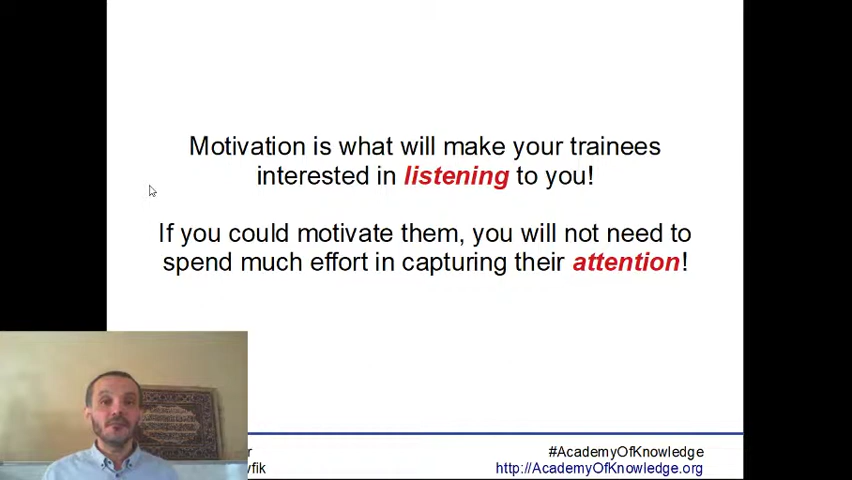 Motivation is what will make your trainees
interested in listening to you!
If you could motivate them, you will not need to
spend much effort in capturing their attention!
#AcademyOfKnowledge
http://AcademyOfKnowledge.org